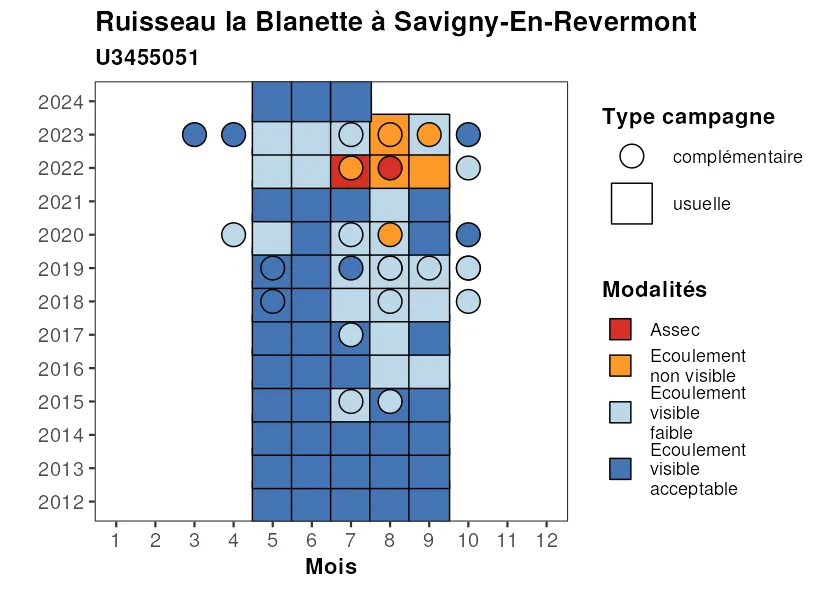 Ruisseau la Blanette à Savigny-En-Revermont
U3455051
2024
2023
2022
2021
2020
2019
2018
2017
2016
2015
2014
2013
2012
1 2 3 4 5 6 7 8 9 10 11 12
Mois
Type campagne
complémentaire
usuelle
Modalités
Assec
Ecoulement
non visible
Ecoulement
visible
faible
Ecoulement
visible
acceptable